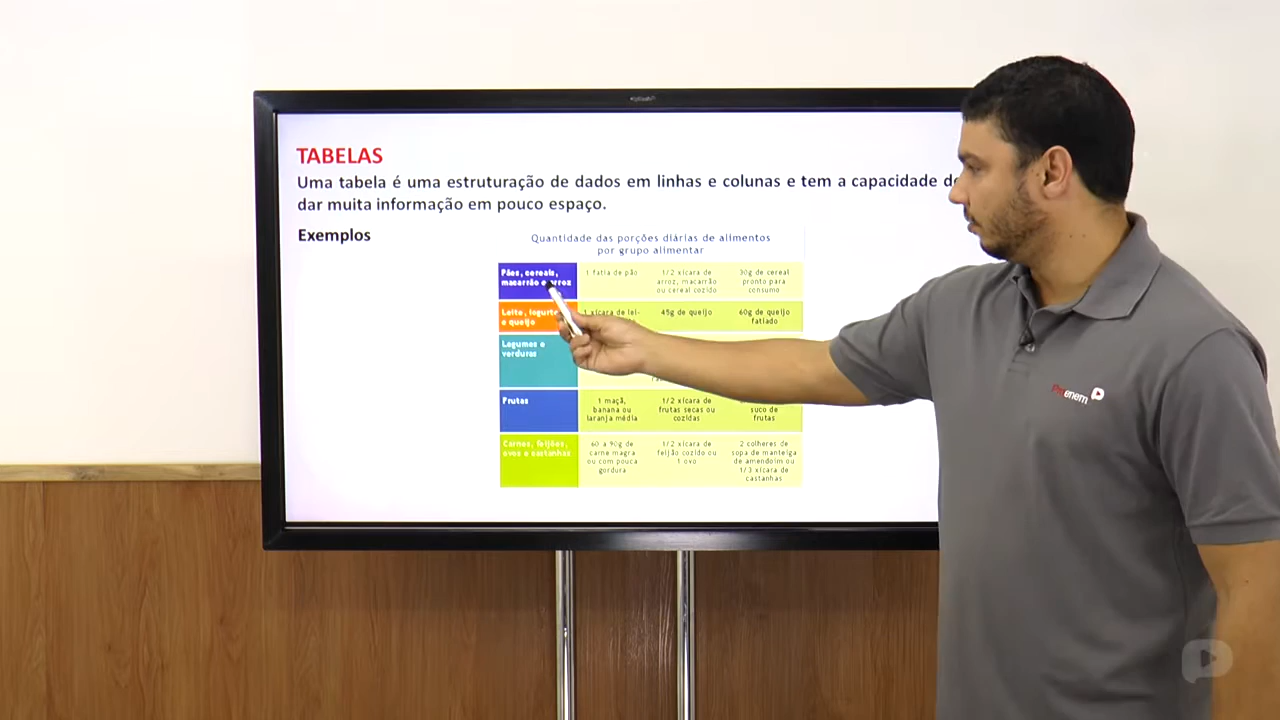 TABELAS
Uma tabela é uma estruturação de dados em linhas e colunas e tem a capacidade de
dar muita informação em pouco espaço.
Exemplos
Quantidade das porções diárias de alimentos
por grupo alimentar
Pães, cereais,
macarrão e arroz
1 fatia de pão
1/2 xícara de
arroz, macarrão
ou cereal cozido
30g de cereal
pronto para
consumo
Leite, iogurte
e queijo
1 xícara de lei-
45g de queijo
60g de queijo
fatiado
Legumes e
verduras
Frutas
1 maçã,
banana ou
laranja média
1/2 xícara de
frutas secas ou
cozidas
suco de
frutas
Carnes, feijões,
ovos e castanhas
60 a 90g de
carne magra
ou com pouca
gordura
1/2 xícara de
feijão cozido ou
1 ovo
2 colheres de
sopa de manteiga
de amendoim ou
1/3 xícara de
castanhas
Proenem